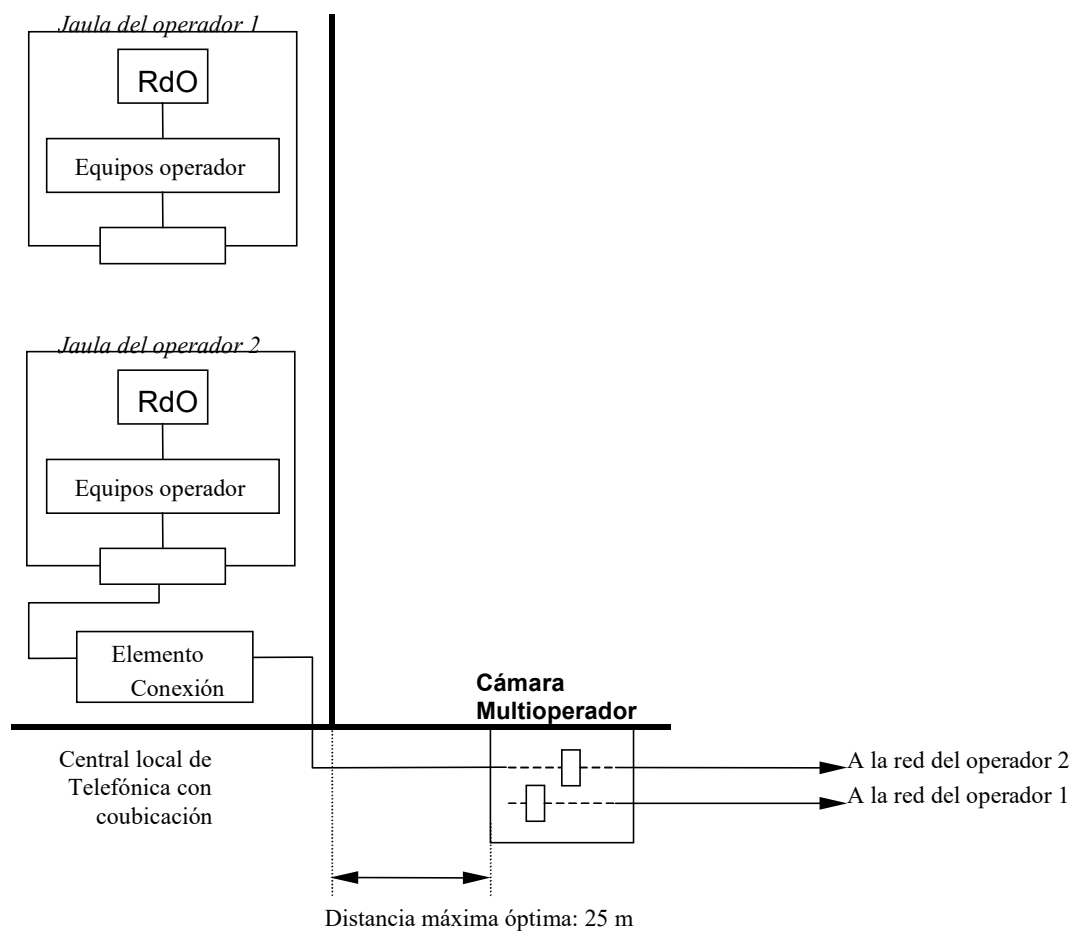 Jaula del operador 1
RdO
Equipos operador
Jaula del operador 2
RdO
Equipos operador
Elemento
Conexión
Cámara
Multioperador
Central local de
Telefónica con
coubicación
A la red del operador 2
A la red del operador 1
Distancia máxima óptima: 25 m